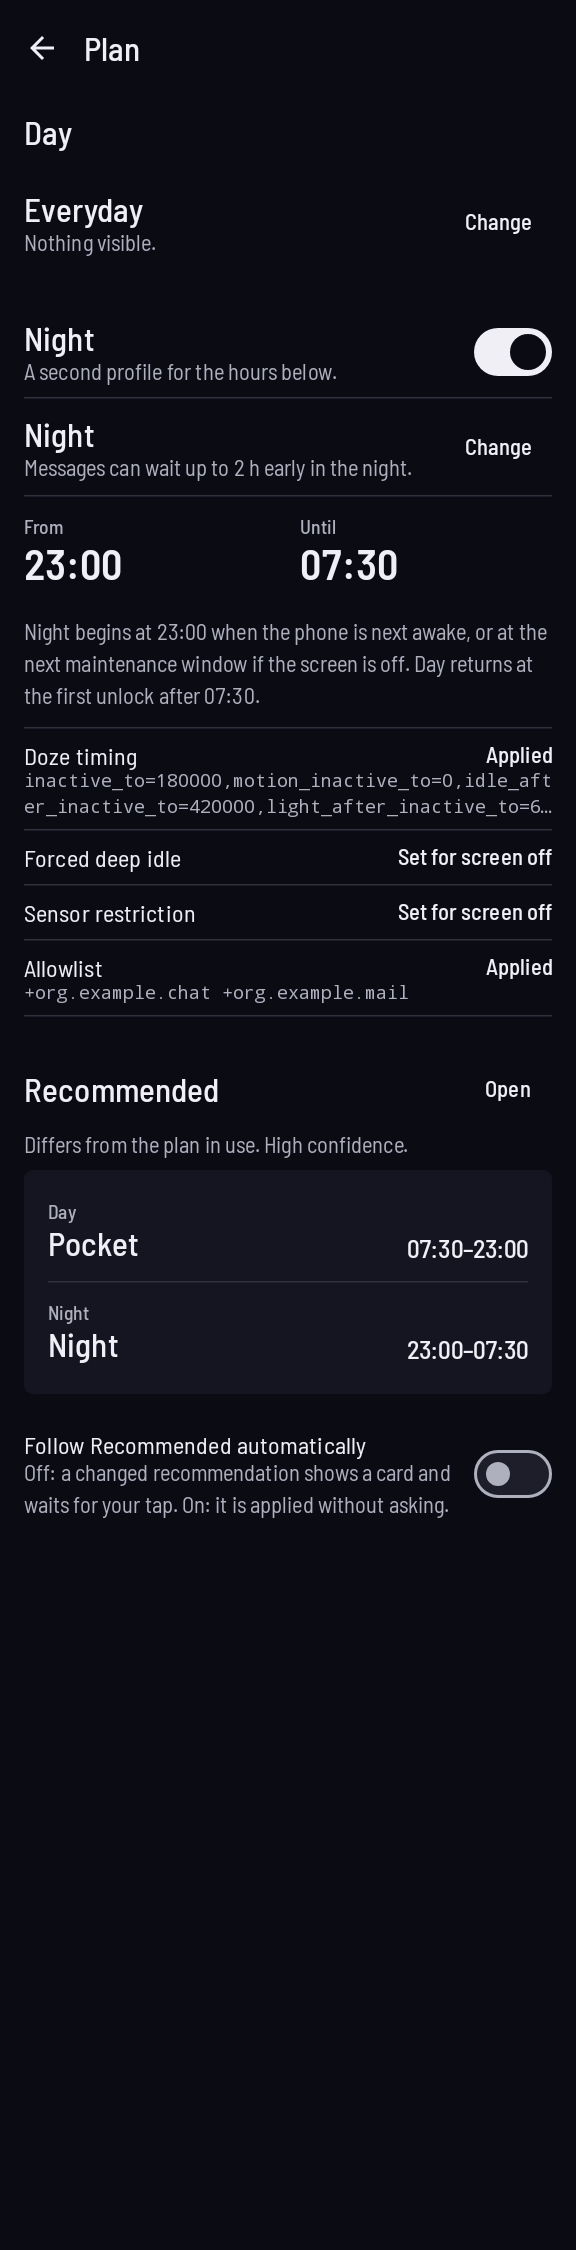 Plan
Day
Everyday
Nothing visible.
Change
Night
A second profile for the hours below.
Night
Messages can wait up to 2 h early in the night.
Change
From
Until
23:00
07:30
Night begins at 23:00 when the phone is next awake, or at the
next maintenance window if the screen is off. Day returns at
the first unlock after 07:30.
Doze timing
Applied
inactive_to=180000,motion_inactive_to=0,idle_aft
er_inactive_to=420000,light_after_inactive_to=6…
Forced deep idle
Set for screen off
Sensor restriction
Set for screen off
Allowlist
Applied
+org.example.chat +org.example.mail
Recommended
Open
Differs from the plan in use. High confidence.
Day
Pocket
07:30–23:00
Night
Night
23:00–07:30
Follow Recommended automatically
Off: a changed recommendation shows a card and
waits for your tap. On: it is applied without asking.